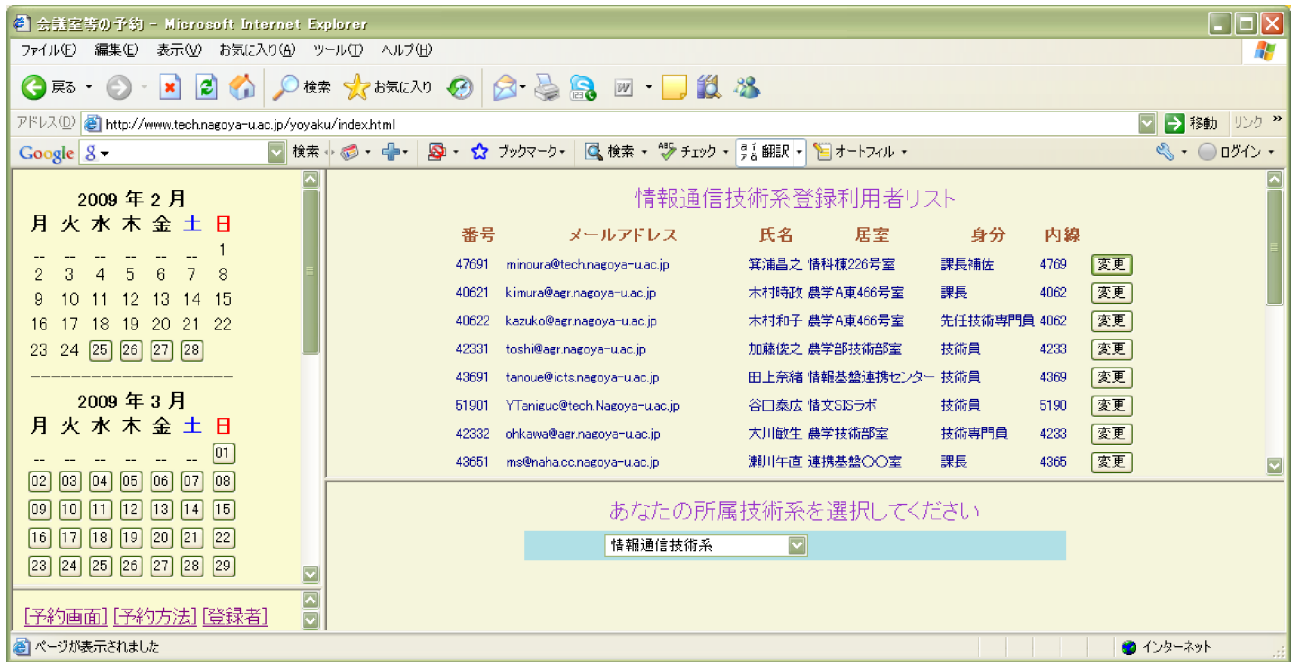 会議室等の予約 - Microsoft Internet Explorer
ファイル(F) 編集(E) 表示(V) お気に入り(A) ツール(T) ヘルプ(H)
戻る 検索 お気に入り
アドレス(D) http://www.tech.nagoya-u.ac.jp/yoyaku/index.html 移動 リンク »
Google 検索 ブックマーク 検索 チェック 翻訳 オートフィル ログイン
2009 年 2 月
月 火 水 木 金 土 日
-- -- -- -- -- -- 1
2 3 4 5 6 7 8
9 10 11 12 13 14 15
16 17 18 19 20 21 22
23 24 25 26 27 28
-----------------------
2009 年 3 月
月 火 水 木 金 土 日
-- -- -- -- -- -- 01
02 03 04 05 06 07 08
09 10 11 12 13 14 15
16 17 18 19 20 21 22
23 24 25 26 27 28 29
[予約画面] [予約方法] [登録者]
情報通信技術系登録利用者リスト
番号 メールアドレス 氏名 居室 身分 内線
47691 minoura@tech.nagoya-u.ac.jp 箕浦昌之 情科棟226号室 課長補佐 4769 変更
40621 kimura@agr.nagoya-u.ac.jp 木村時政 農学A東466号室 課長 4062 変更
40622 kazuko@agr.nagoya-u.ac.jp 木村和子 農学A東466号室 先任技術専門員 4062 変更
42331 toshi@agr.nagoya-u.ac.jp 加藤俊之 農学部技術部室 技術員 4233 変更
43691 tanoue@icts.nagoya-u.ac.jp 田上奈緒 情報基盤連携センター 技術員 4369 変更
51901 YTaniguc@tech.Nagoya-u.ac.jp 谷口泰広 情文SISラボ 技術員 5190 変更
42332 ohkawa@agr.nagoya-u.ac.jp 大川敏生 農学技術部室 技術専門員 4233 変更
43651 ms@naha.cc.nagoya-u.ac.jp 瀬川午直 連携基盤〇〇室 課長 4365 変更
あなたの所属技術系を選択してください
情報通信技術系
ページが表示されました インターネット